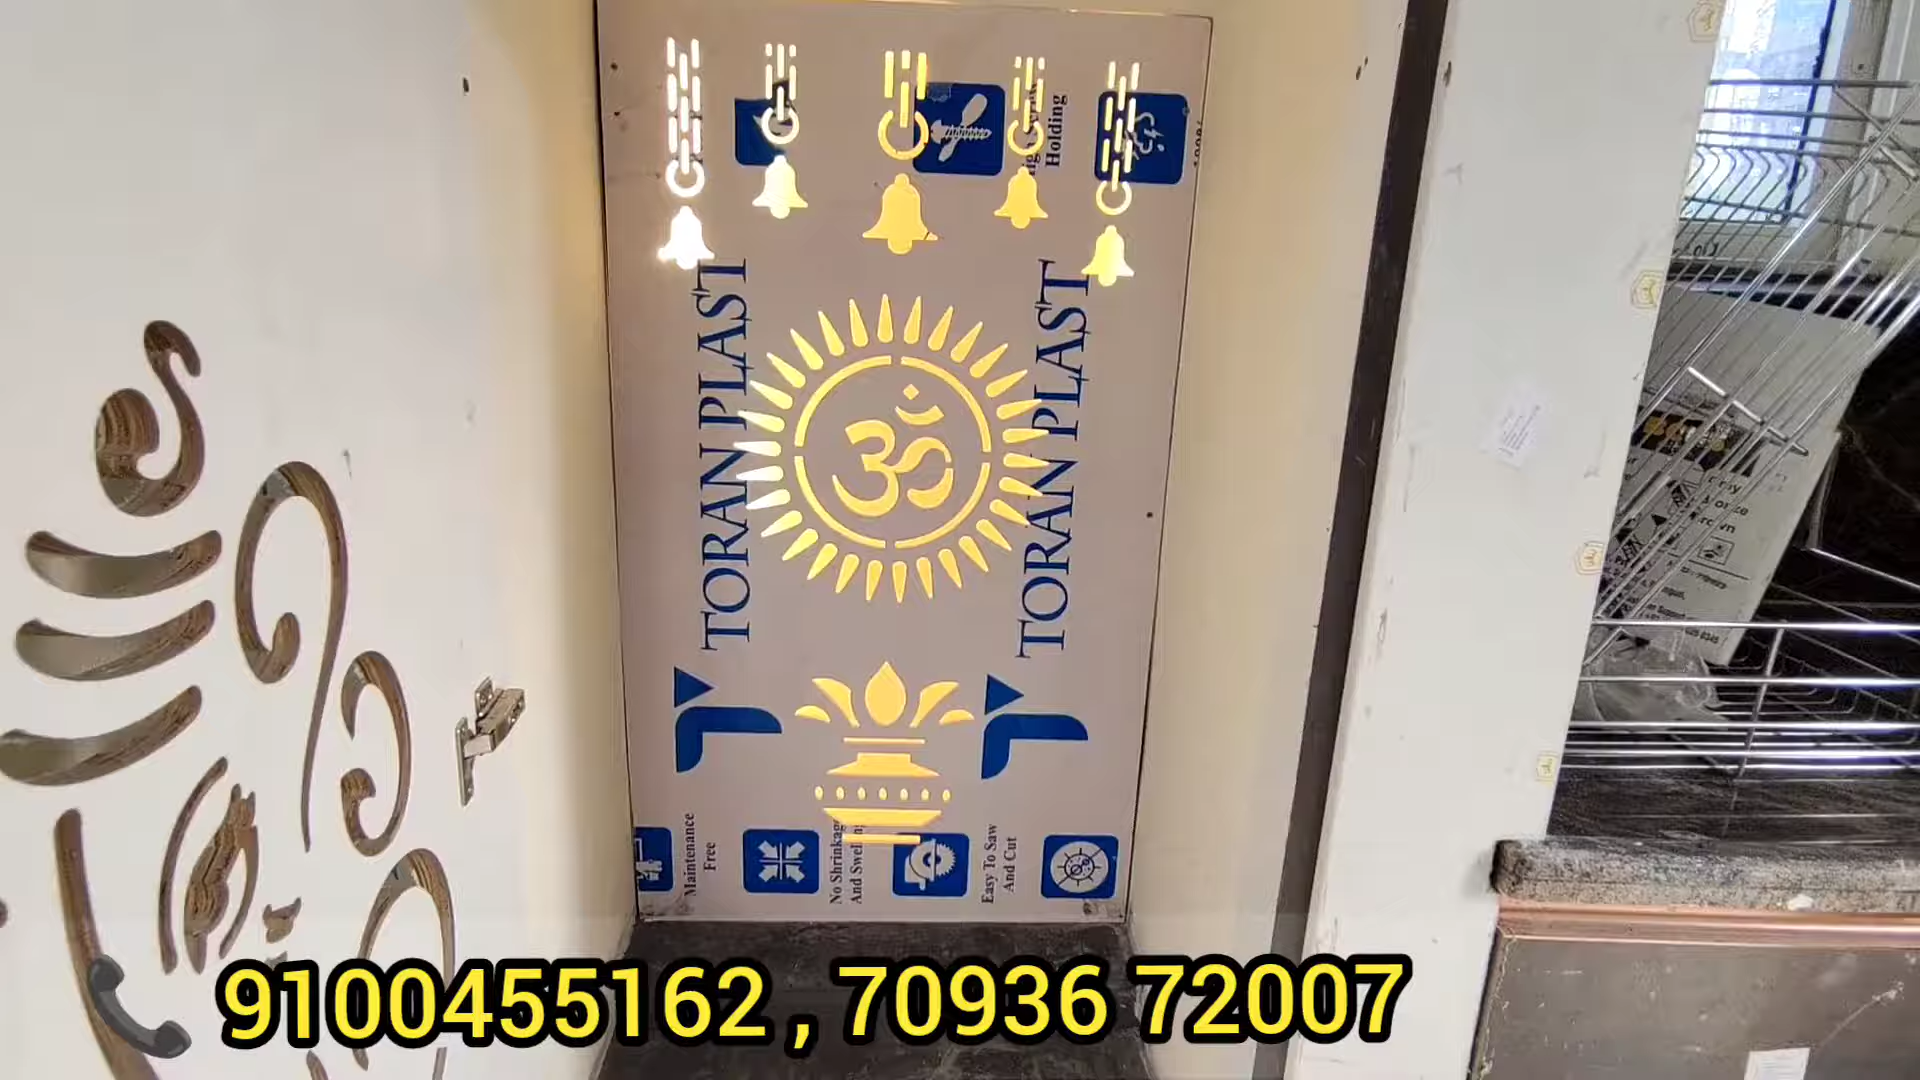 Holding
TORAN PLAST
TORAN PLAST
ॐ
Maintenance
Free
No Shrinkage
And Swelling
Easy To Saw
And Cut
9100455162 , 70936 72007